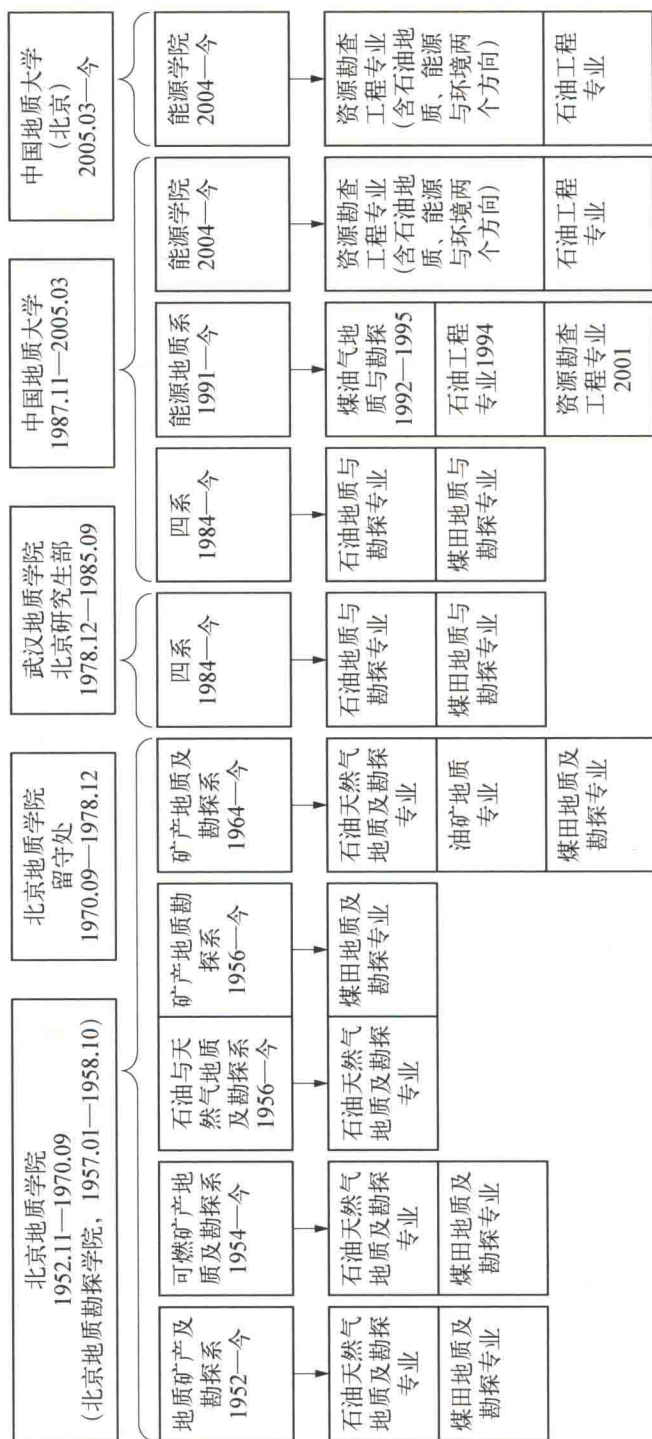 北京地质学院
1952.11—1970.09
(北京地质勘探学院，1957.01—1958.10)
北京地质学院
留守处
1970.09—1978.12
武汉地质学院
北京研究生部
1978.12—1985.09
中国地质大学
1987.11—2005.03
中国地质大学
(北京)
2005.03—今
地质矿产及
勘探系
1952—今
可燃矿产地
质及勘探系
1954—今
石油与天
然气地质
及勘探系
1956—今
矿产地质勘
探系
1956—今
矿产地质及
勘探系
1964—今
四系
1984—今
四系
1984—今
能源地质系
1991—今
能源学院
2004—今
能源学院
2004—今
石油天然气
地质及勘探
专业
煤田地质及
勘探专业
石油天然气
地质及勘探
专业
煤田地质及
勘探专业
石油天然气
地质及勘探
专业
煤田地质及
勘探专业
石油天然气
地质及勘探
专业
油矿地质
专业
煤田地质及
勘探专业
石油地质与
勘探专业
煤田地质与
勘探专业
石油地质与
勘探专业
煤田地质与
勘探专业
煤油气地
质与勘探
1992—1995
石油工程
专业1994
资源勘查
工程专业
2001
资源勘查
工程专业
(含石油地
质、能源
与环境两
个方向)
石油工程
专业
资源勘查
工程专业
(含石油地
质、能源
与环境两
个方向)
石油工程
专业